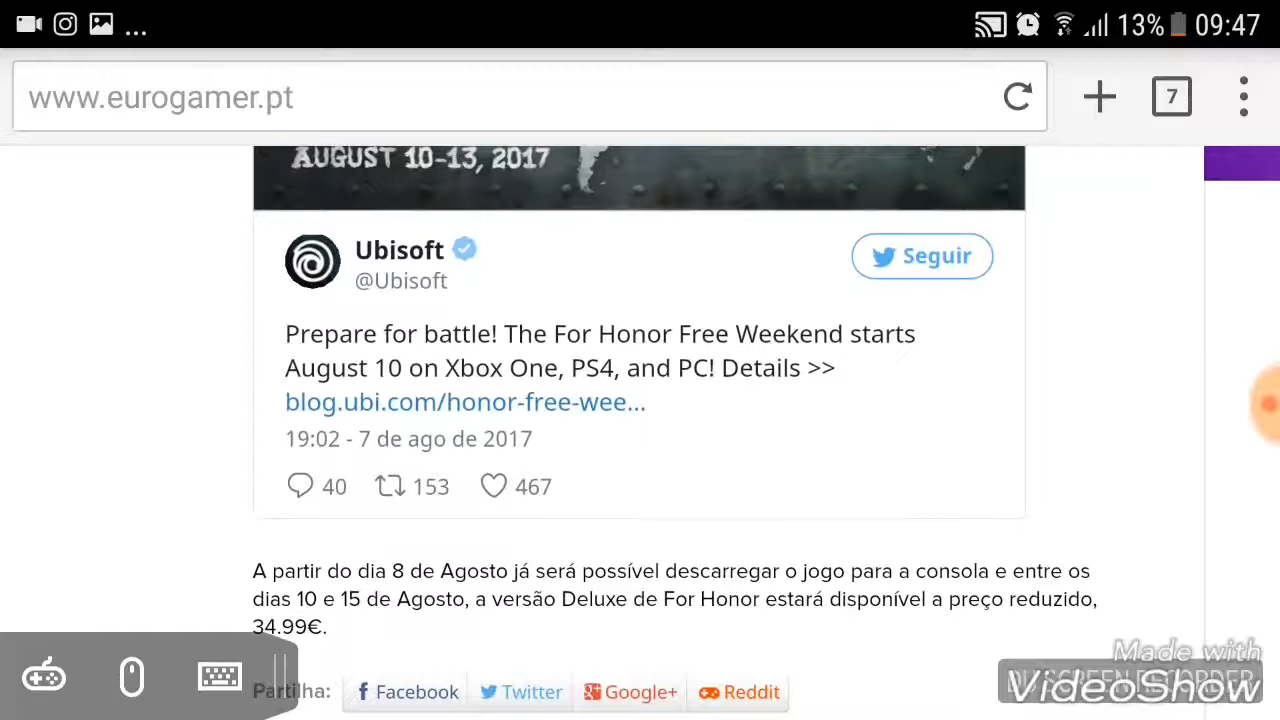 ... 13% 09:47
www.eurogamer.pt 7
AUGUST 10-13, 2017
Ubisoft Seguir
@Ubisoft
Prepare for battle! The For Honor Free Weekend starts
August 10 on Xbox One, PS4, and PC! Details >>
blog.ubi.com/honor-free-wee...
19:02 - 7 de ago de 2017
40 153 467
A partir do dia 8 de Agosto já será possível descarregar o jogo para a consola e entre os
dias 10 e 15 de Agosto, a versão Deluxe de For Honor estará disponível a preço reduzido,
34.99€.
Made with
VideoShow
Partilha: Facebook Twitter Google+ Reddit